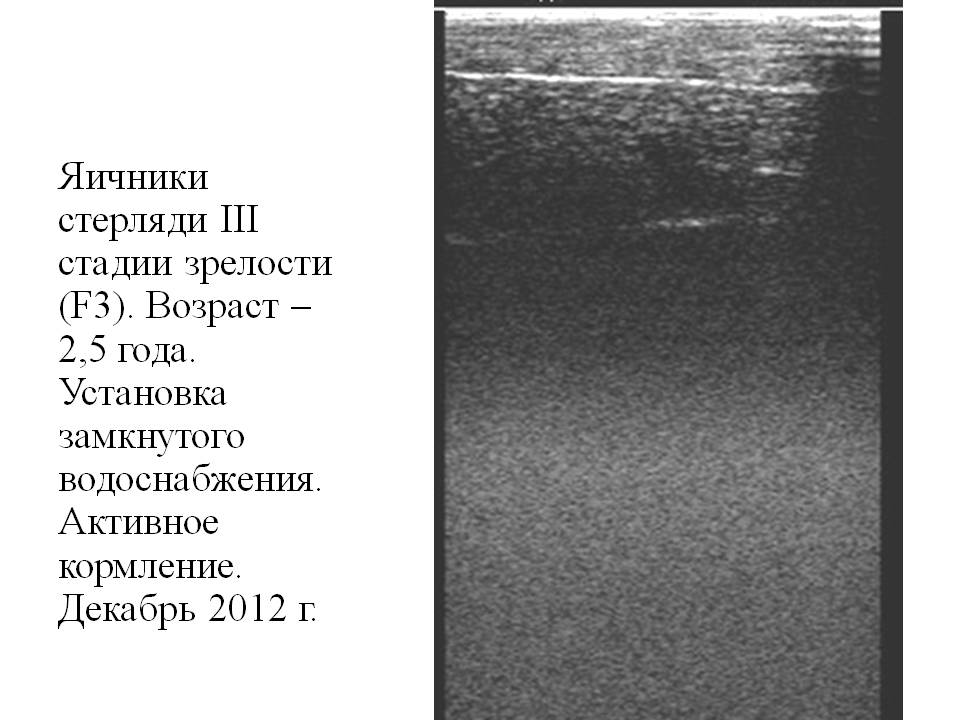 Яичники
стерляди III
стадии зрелости
(F3). Возраст –
2,5 года.
Установка
замкнутого
водоснабжения.
Активное
кормление.
Декабрь 2012 г.